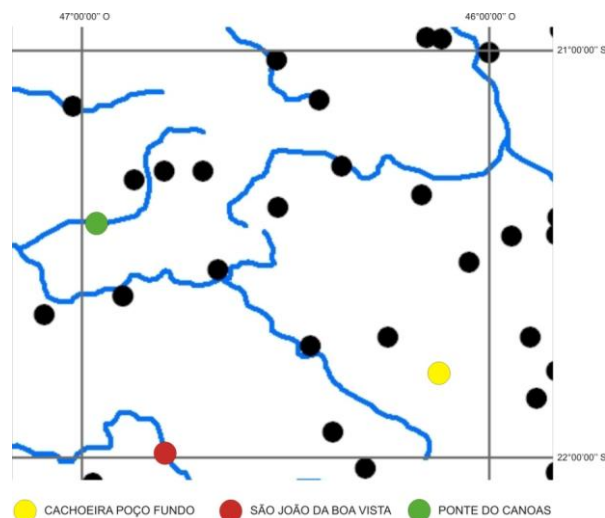 47°00'00" O
46°00'00" O
21°00'00" S
22°00'00" S
CACHOEIRA POÇO FUNDO
SÃO JOÃO DA BOA VISTA
PONTE DO CANOAS